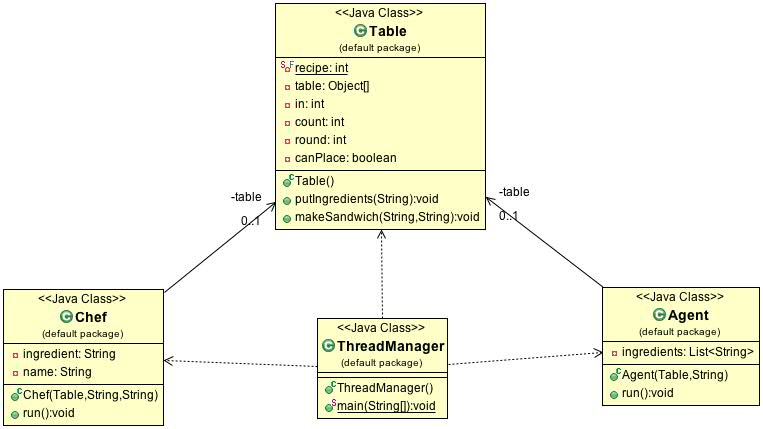 <<Java Class>>
Table
(default package)
recipe: int
table: Object[]
in: int
count: int
round: int
canPlace: boolean
Table()
putIngredients(String):void
makeSandwich(String,String):void
-table
0..1
-table
0..1
<<Java Class>>
Chef
(default package)
ingredient: String
name: String
Chef(Table,String,String)
run():void
<<Java Class>>
ThreadManager
(default package)
ThreadManager()
main(String[]):void
<<Java Class>>
Agent
(default package)
ingredients: List<String>
Agent(Table,String)
run():void